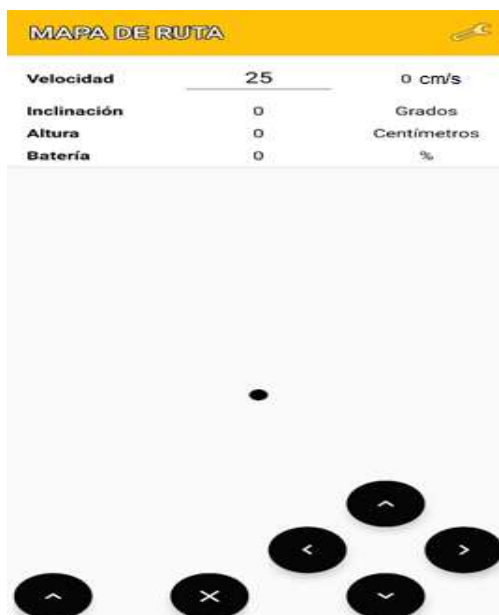 MAPA DE RUTA
Velocidad 25 0 cm/s
Inclinación 0 Grados
Altura 0 Centímetros
Batería 0 %